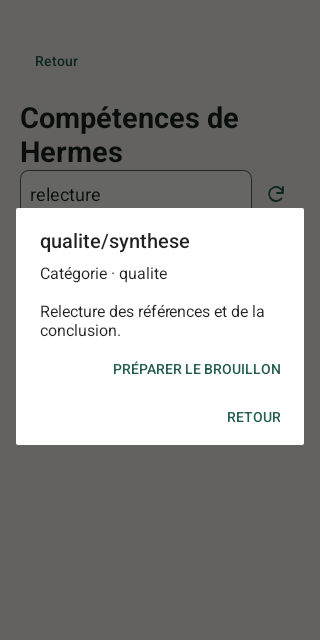 Retour
Compétences de
Hermes
relecture
qualite/synthese
Catégorie · qualite
Relecture des références et de la
conclusion.
PRÉPARER LE BROUILLON
RETOUR